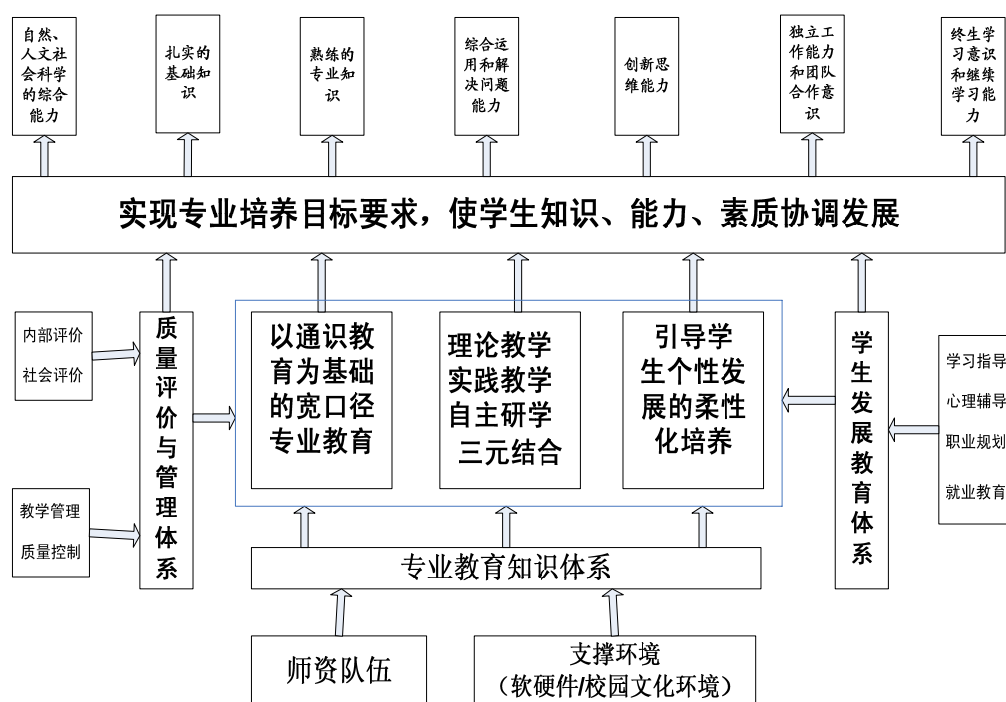 自然、
人文社
会科学
的综合
能力
扎实的
基础知
识
熟练的
专业知
识
综合运
用和解
决问题
能力
创新思
维能力
独立工
作能力
和团队
合作意
识
终生学
习意识
和继续
学习能
力
实现专业培养目标要求，使学生知识、能力、素质协调发展
内部评价
社会评价
教学管理
质量控制
质量评价与管理体系
以通识教
育为基础
的宽口径
专业教育
理论教学
实践教学
自主研学
三元结合
引导学
生个性发
展的柔性
化培养
学生发展教育体系
学习指导
心理辅导
职业规划
就业教育
专业教育知识体系
师资队伍
支撑环境
（软硬件/校园文化环境）